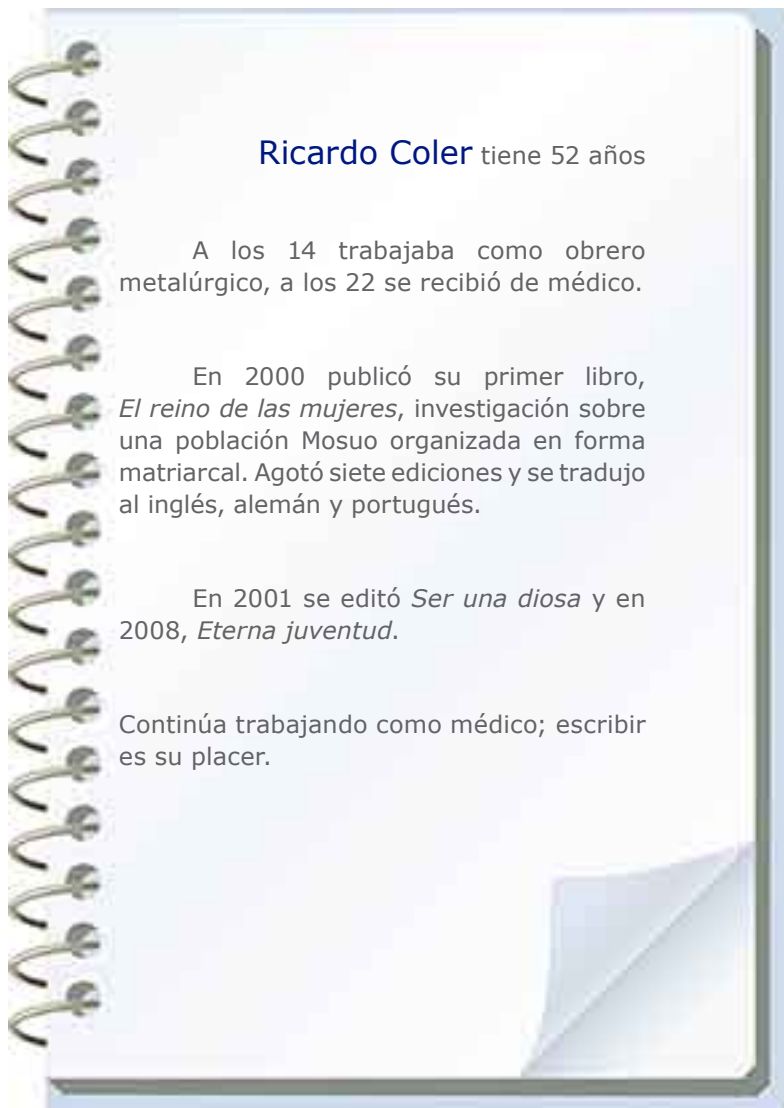 Ricardo Coler tiene 52 años
A los 14 trabajaba como obrero
metalúrgico, a los 22 se recibió de médico.
En 2000 publicó su primer libro,
El reino de las mujeres, investigación sobre
una población Mosuo organizada en forma
matriarcal. Agotó siete ediciones y se tradujo
al inglés, alemán y portugués.
En 2001 se editó Ser una diosa y en
2008, Eterna juventud.
Continúa trabajando como médico; escribir
es su placer.